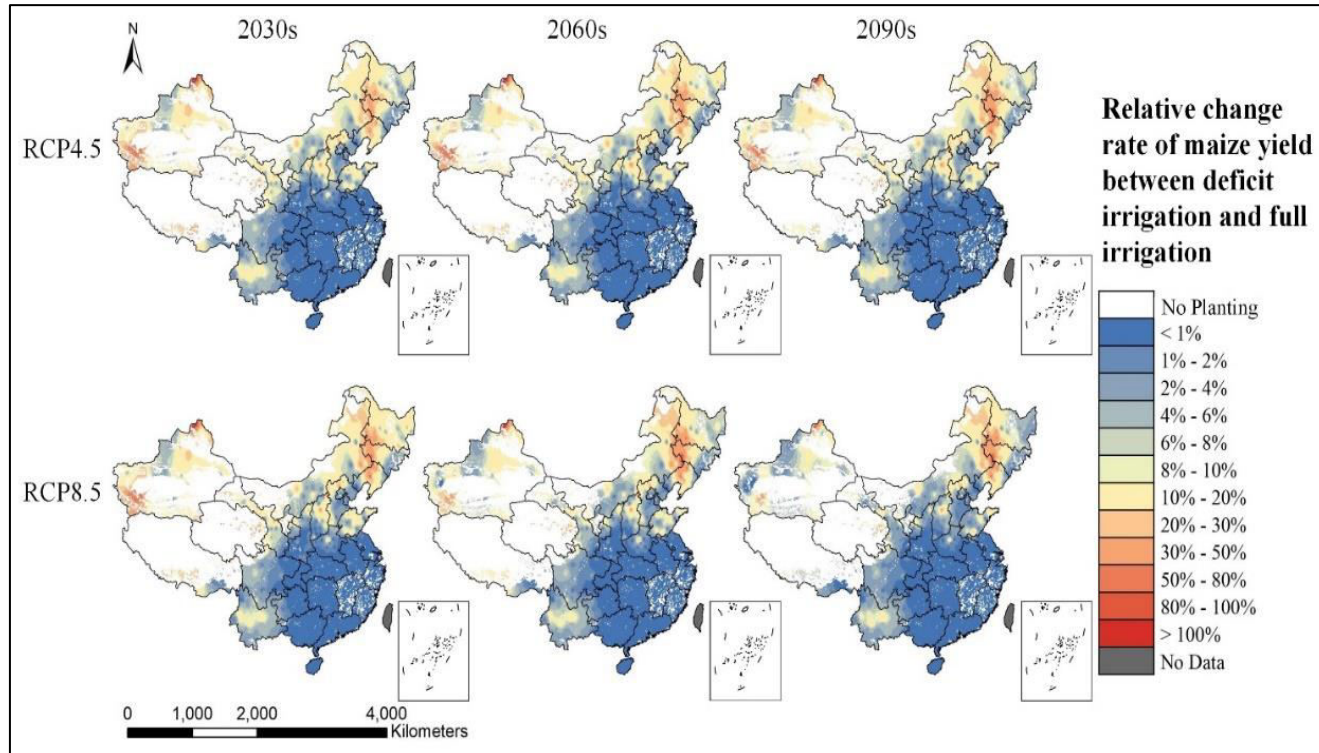 N
2030s
2060s
2090s
RCP4.5
RCP8.5
Relative change
rate of maize yield
between deficit
irrigation and full
irrigation
No Planting
< 1%
1% - 2%
2% - 4%
4% - 6%
6% - 8%
8% - 10%
10% - 20%
20% - 30%
30% - 50%
50% - 80%
80% - 100%
> 100%
No Data
0 1,000 2,000 4,000
Kilometers